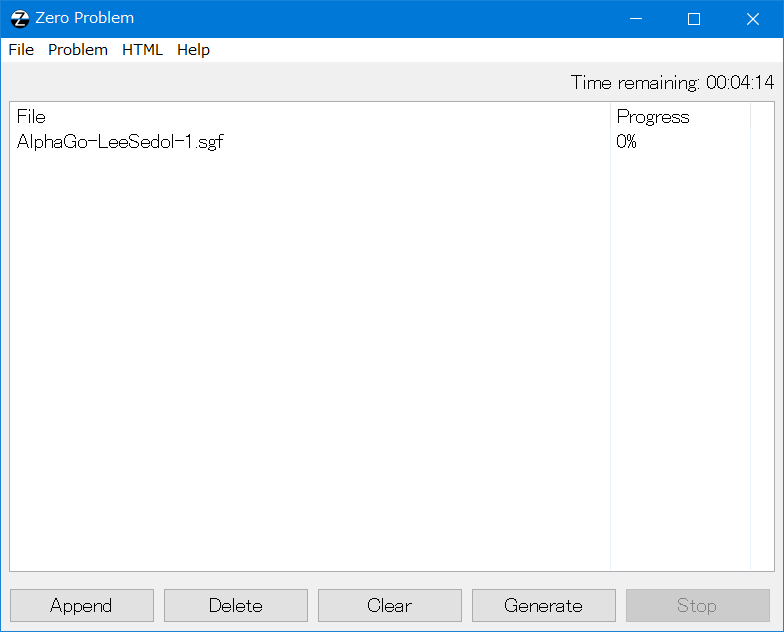 Zero Problem
File Problem HTML Help
Time remaining: 00:04:14
File Progress
AlphaGo-LeeSedol-1.sgf 0%
Append Delete Clear Generate Stop